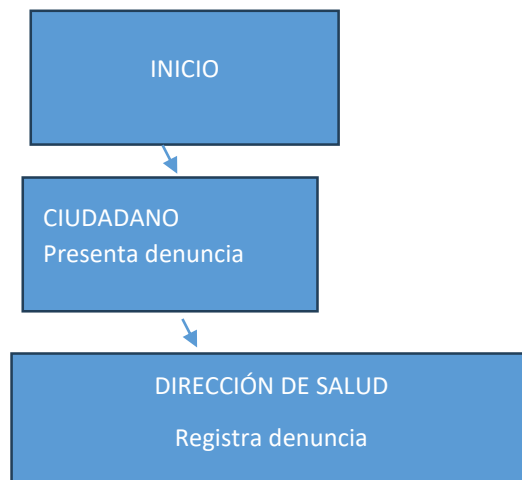 INICIO
CIUDADANO
Presenta denuncia
DIRECCIÓN DE SALUD
Registra denuncia